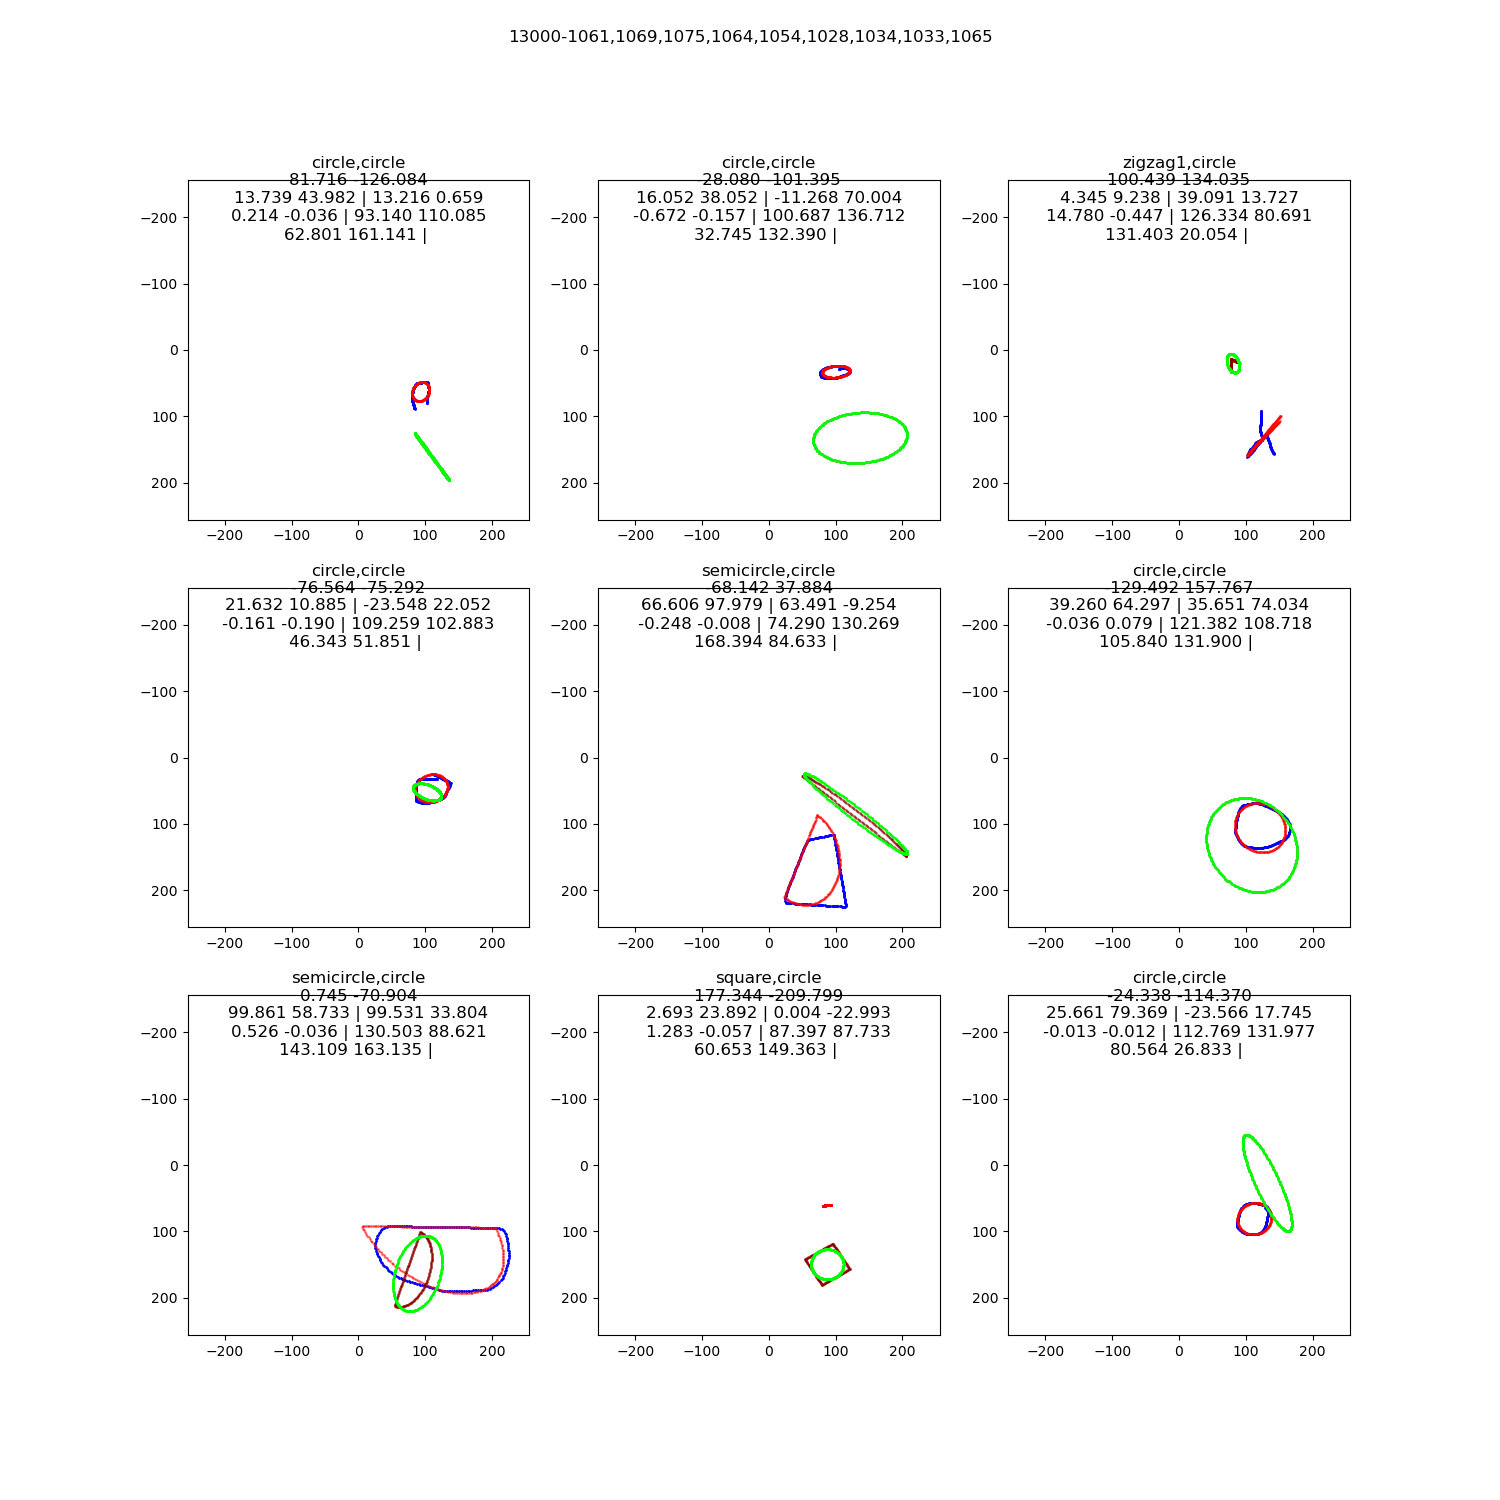 13000-1061,1069,1075,1064,1054,1028,1034,1033,1065
circle,circle
81.716 -126.084
13.739 43.982 | 13.216 0.659
0.214 -0.036 | 93.140 110.085
62.801 161.141 |
−200
−100
0
100
200
−200 −100 0 100 200
circle,circle
-28.080 -101.395
16.052 38.052 | -11.268 70.004
-0.672 -0.157 | 100.687 136.712
32.745 132.390 |
−200
−100
0
100
200
−200 −100 0 100 200
zigzag1,circle
100.439 134.035
4.345 9.238 | 39.091 13.727
14.780 -0.447 | 126.334 80.691
131.403 20.054 |
−200
−100
0
100
200
−200 −100 0 100 200
circle,circle
-76.564 -75.292
21.632 10.885 | -23.548 22.052
-0.161 -0.190 | 109.259 102.883
46.343 51.851 |
−200
−100
0
100
200
−200 −100 0 100 200
semicircle,circle
-68.142 37.884
66.606 97.979 | 63.491 -9.254
-0.248 -0.008 | 74.290 130.269
168.394 84.633 |
−200
−100
0
100
200
−200 −100 0 100 200
circle,circle
-129.492 157.767
39.260 64.297 | 35.651 74.034
-0.036 0.079 | 121.382 108.718
105.840 131.900 |
−200
−100
0
100
200
−200 −100 0 100 200
semicircle,circle
0.745 -70.904
99.861 58.733 | 99.531 33.804
0.526 -0.036 | 130.503 88.621
143.109 163.135 |
−200
−100
0
100
200
−200 −100 0 100 200
square,circle
177.344 -209.799
2.693 23.892 | 0.004 -22.993
1.283 -0.057 | 87.397 87.733
60.653 149.363 |
−200
−100
0
100
200
−200 −100 0 100 200
circle,circle
-24.338 -114.370
25.661 79.369 | -23.566 17.745
-0.013 -0.012 | 112.769 131.977
80.564 26.833 |
−200
−100
0
100
200
−200 −100 0 100 200